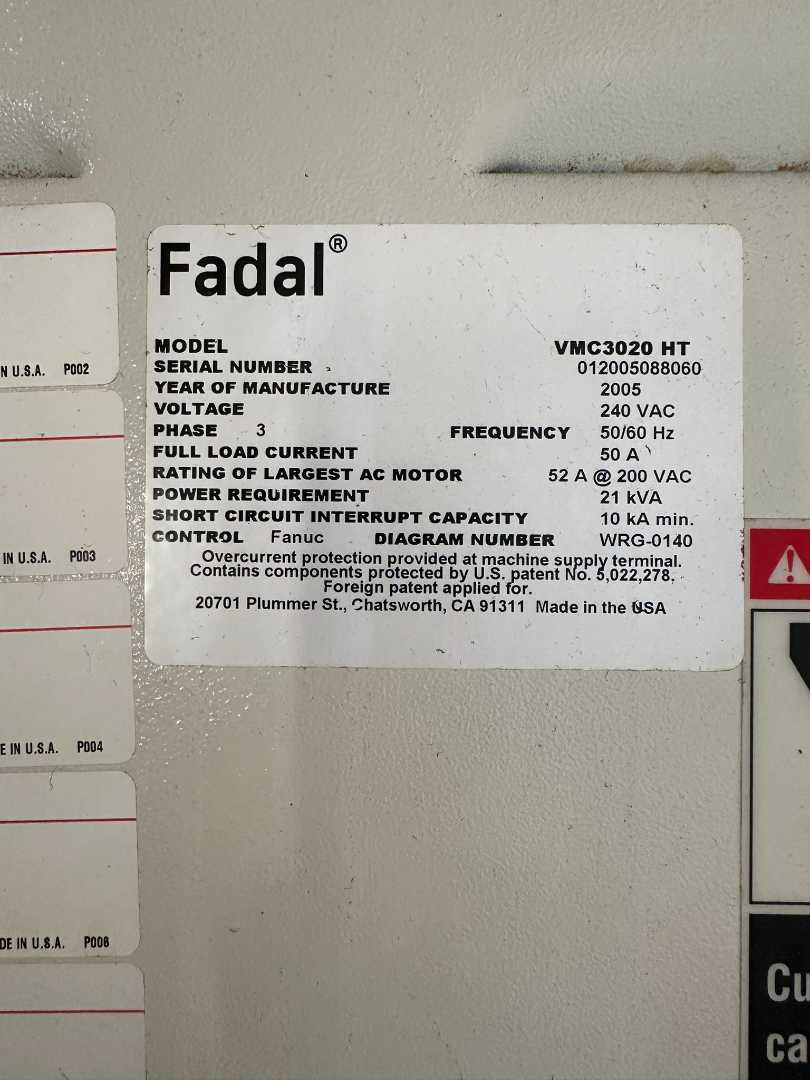 Fadal®
MODEL VMC3020 HT
SERIAL NUMBER 012005088060
YEAR OF MANUFACTURE 2005
VOLTAGE 240 VAC
PHASE 3 FREQUENCY 50/60 Hz
FULL LOAD CURRENT 50 A
RATING OF LARGEST AC MOTOR 52 A @ 200 VAC
POWER REQUIREMENT 21 kVA
SHORT CIRCUIT INTERRUPT CAPACITY 10 kA min.
CONTROL Fanuc DIAGRAM NUMBER WRG-0140
Overcurrent protection provided at machine supply terminal.
Contains components protected by U.S. patent No. 5,022,278.
Foreign patent applied for.
20701 Plummer St., Chatsworth, CA 91311 Made in the USA
N U.S.A. P002
IN U.S.A. P003
E IN U.S.A. P004
DE IN U.S.A. P006
Cu
ca